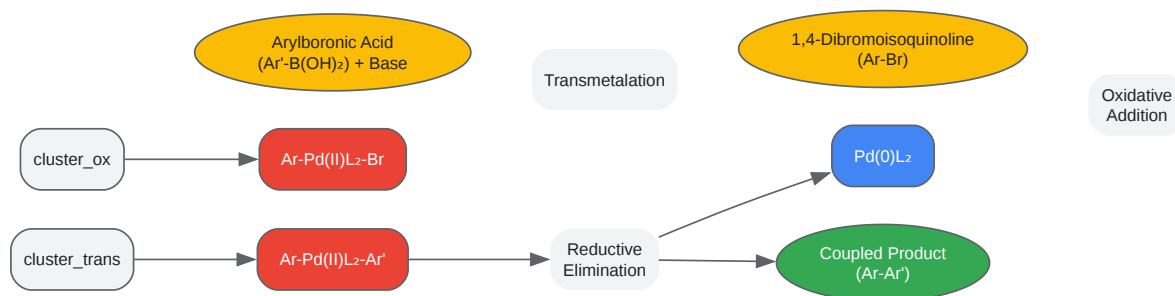 Arylboronic Acid
(Ar'-B(OH)₂) + Base
Transmetalation
1,4-Dibromoisoquinoline
(Ar-Br)
Oxidative
Addition
cluster_ox
Ar-Pd(II)L₂-Br
Pd(0)L₂
cluster_trans
Ar-Pd(II)L₂-Ar'
Reductive
Elimination
Coupled Product
(Ar-Ar')